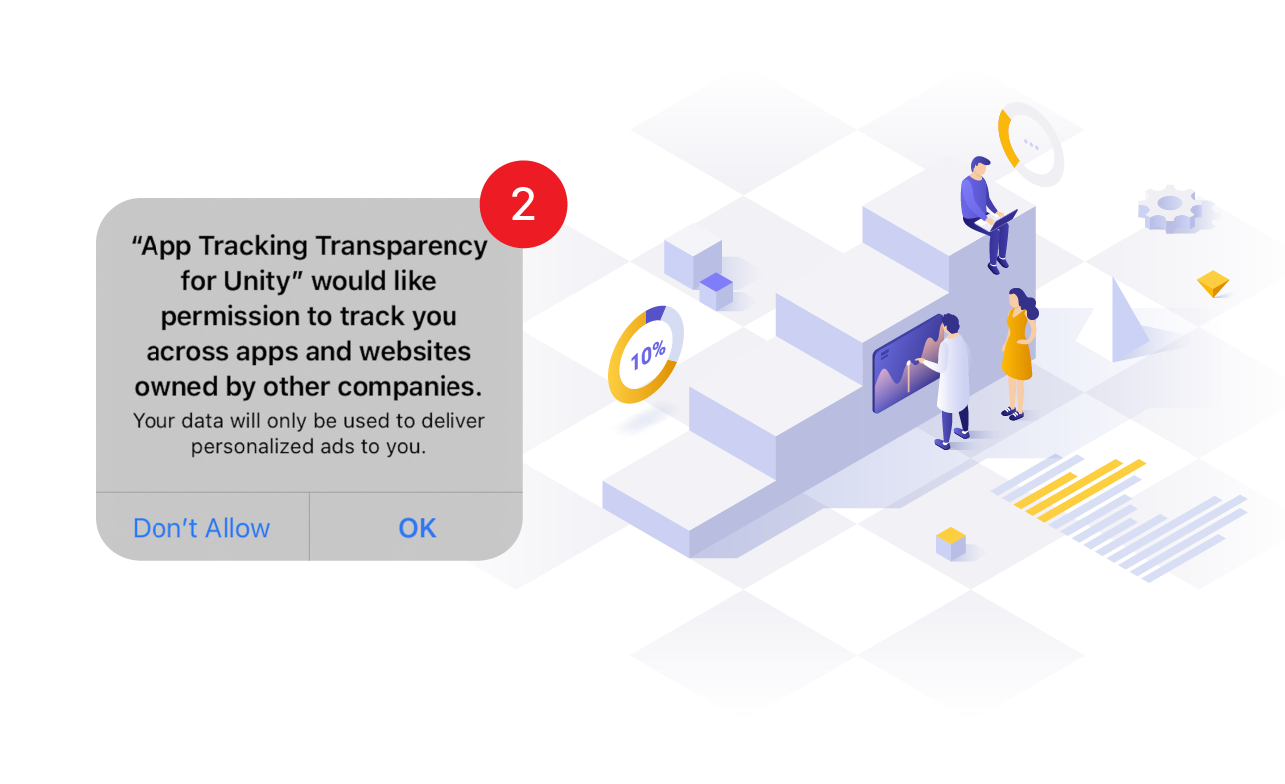 2
“App Tracking Transparency
for Unity” would like
permission to track you
across apps and websites
owned by other companies.
Your data will only be used to deliver
personalized ads to you.
Don’t Allow
OK
10%